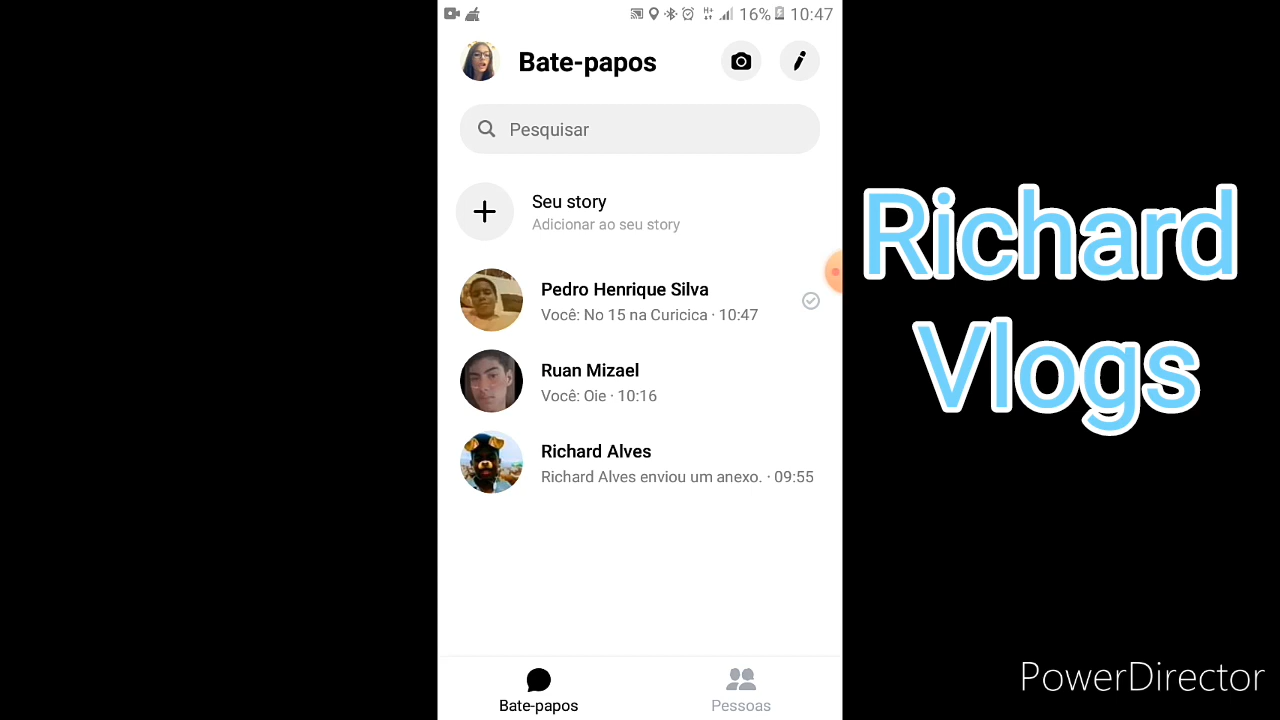 16% 10:47
Bate-papos
Pesquisar
Seu story
Adicionar ao seu story
Pedro Henrique Silva
Você: No 15 na Curicica · 10:47
Ruan Mizael
Você: Oie · 10:16
Richard Alves
Richard Alves enviou um anexo. · 09:55
Bate-papos
Pessoas
Richard
Vlogs
PowerDirector